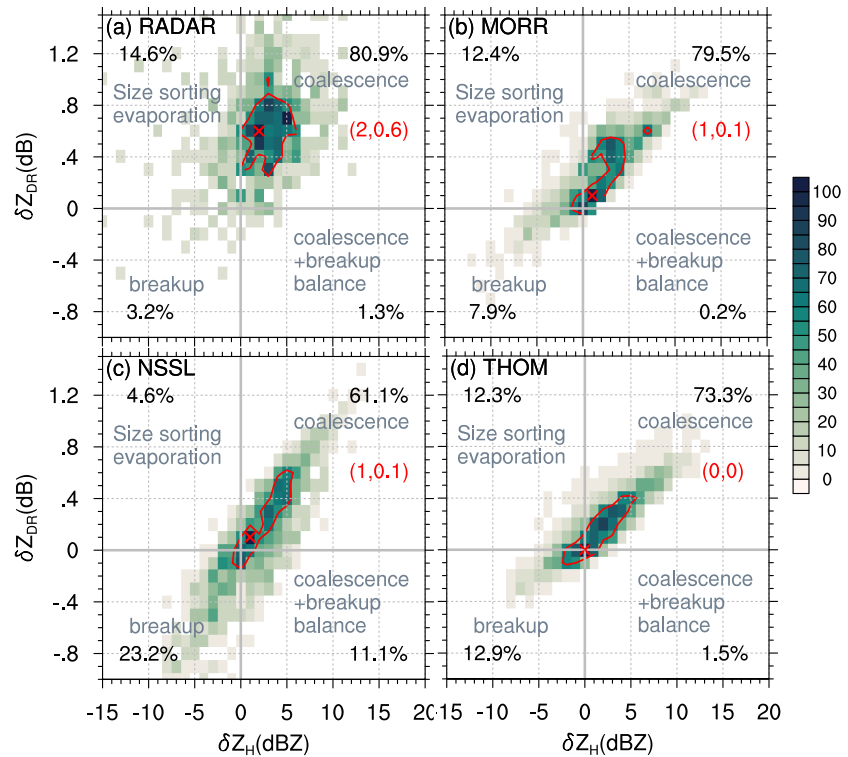 (a) RADAR
14.6%
80.9%
Size sorting
evaporation
coalescence
(2,0.6)
coalescence
+breakup
balance
breakup
3.2%
1.3%
1.2
.8
.4
0
-.4
-.8
δZDR(dB)
(b) MORR
12.4%
79.5%
Size sorting
evaporation
coalescence
(1,0.1)
coalescence
+breakup
balance
breakup
7.9%
0.2%
(c) NSSL
4.6%
61.1%
Size sorting
evaporation
coalescence
(1,0.1)
coalescence
+breakup
balance
breakup
23.2%
11.1%
1.2
.8
.4
0
-.4
-.8
δZDR(dB)
-15 -10 -5 0 5 10 15 20
δZH(dBZ)
(d) THOM
12.3%
73.3%
Size sorting
evaporation
coalescence
(0,0)
coalescence
+breakup
balance
breakup
12.9%
1.5%
-10 -5 0 5 10 15 20
δZH(dBZ)
100
90
80
70
60
50
40
30
20
10
0